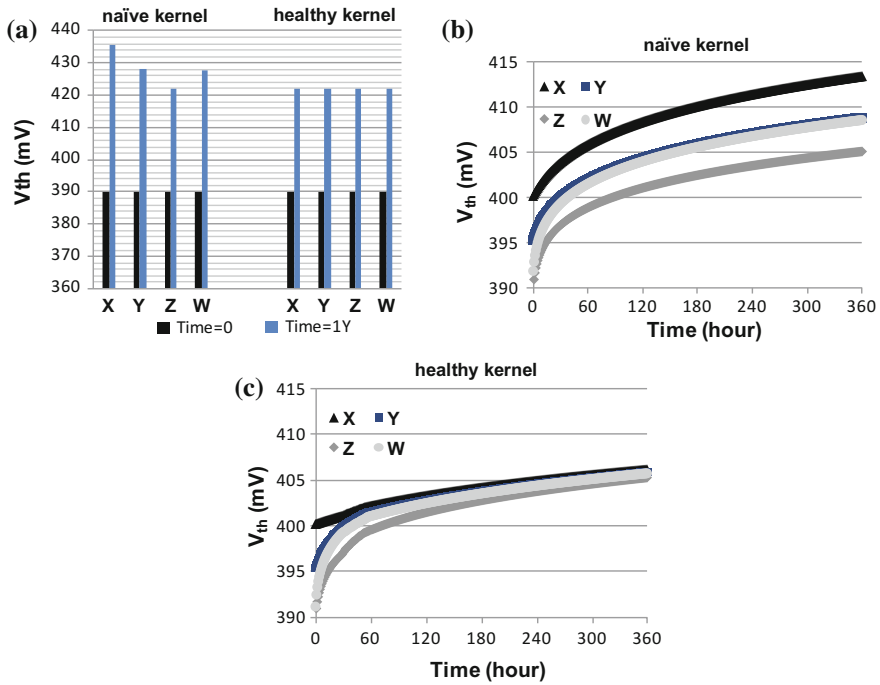 (a)
naïve kernel
healthy kernel
Vth (mV)
440
430
420
410
400
390
380
370
360
X Y Z W
X Y Z W
Time=0 Time=1Y
(b)
naïve kernel
Vth (mV)
415
410
405
400
395
390
X Y
Z W
0 60 120 180 240 300 360
Time (hour)
(c)
healthy kernel
Vth (mV)
415
410
405
400
395
390
X Y
Z W
0 60 120 180 240 300 360
Time (hour)